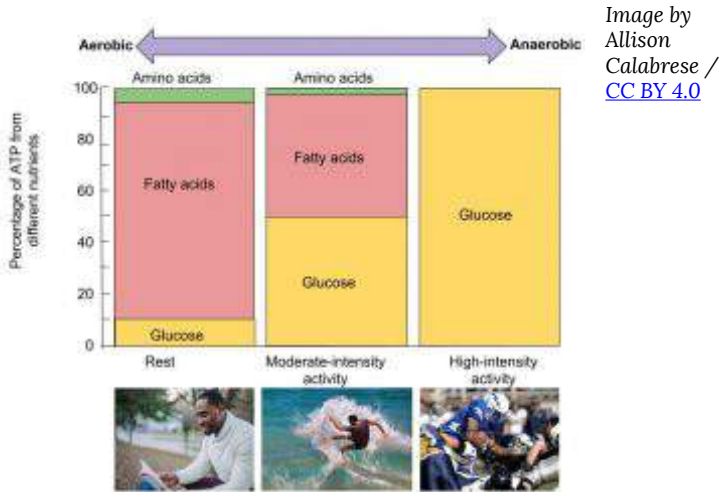 Aerobic
Anaerobic
Image by
Allison
Calabrese /
CC BY 4.0
Percentage of ATP from
different nutrients
100
80
60
40
20
0
Amino acids
Fatty acids
Glucose
Amino acids
Fatty acids
Glucose
Glucose
Rest
Moderate-intensity
activity
High-intensity
activity